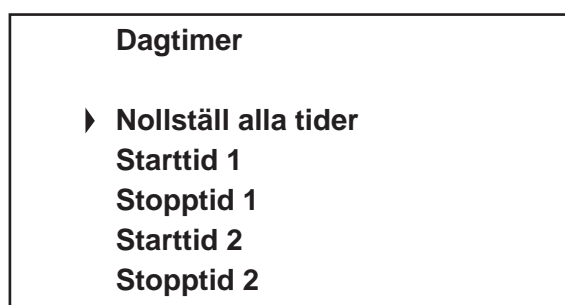 Dagtimer
Nollställ alla tider
Starttid 1
Stopptid 1
Starttid 2
Stopptid 2